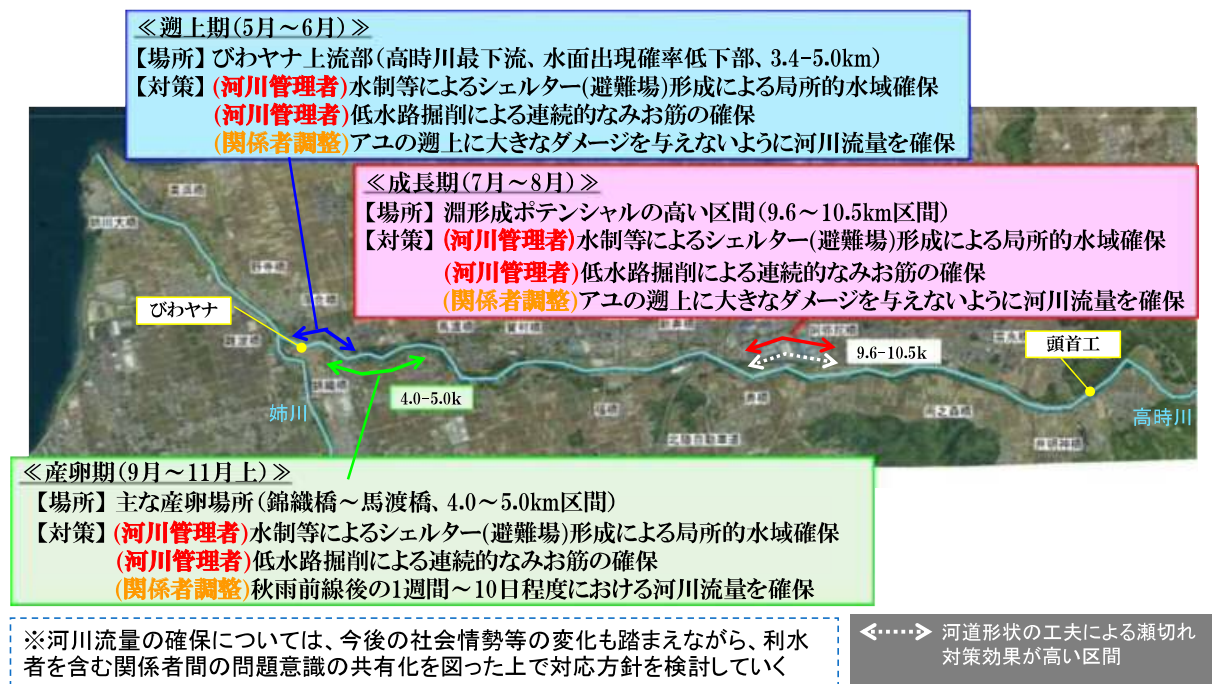 ≪遡上期(5月～6月)≫
【場所】びわヤナ上流部(高時川最下流、水面出現確率低下部、3.4-5.0km)
【対策】(河川管理者)水制等によるシェルター(避難場)形成による局所的水域確保
(河川管理者)低水路掘削による連続的なみお筋の確保
(関係者調整)アユの遡上に大きなダメージを与えないように河川流量を確保
≪成長期(7月～8月)≫
【場所】淵形成ポテンシャルの高い区間(9.6～10.5km区間)
【対策】(河川管理者)水制等によるシェルター(避難場)形成による局所的水域確保
(河川管理者)低水路掘削による連続的なみお筋の確保
(関係者調整)アユの遡上に大きなダメージを与えないように河川流量を確保
びわヤナ
馬渡橋
錦織橋
福橋
北陸自動車道
井明神橋
9.6-10.5k
頭首工
4.0-5.0k
姉川
高時川
≪産卵期(9月～11月上)≫
【場所】主な産卵場所(錦織橋～馬渡橋、4.0～5.0km区間)
【対策】(河川管理者)水制等によるシェルター(避難場)形成による局所的水域確保
(河川管理者)低水路掘削による連続的なみお筋の確保
(関係者調整)秋雨前線後の1週間～10日程度における河川流量を確保
※河川流量の確保については、今後の社会情勢等の変化も踏まえながら、利水
者を含む関係者間の問題意識の共有化を図った上で対応方針を検討していく
河道形状の工夫による瀬切れ
対策効果が高い区間